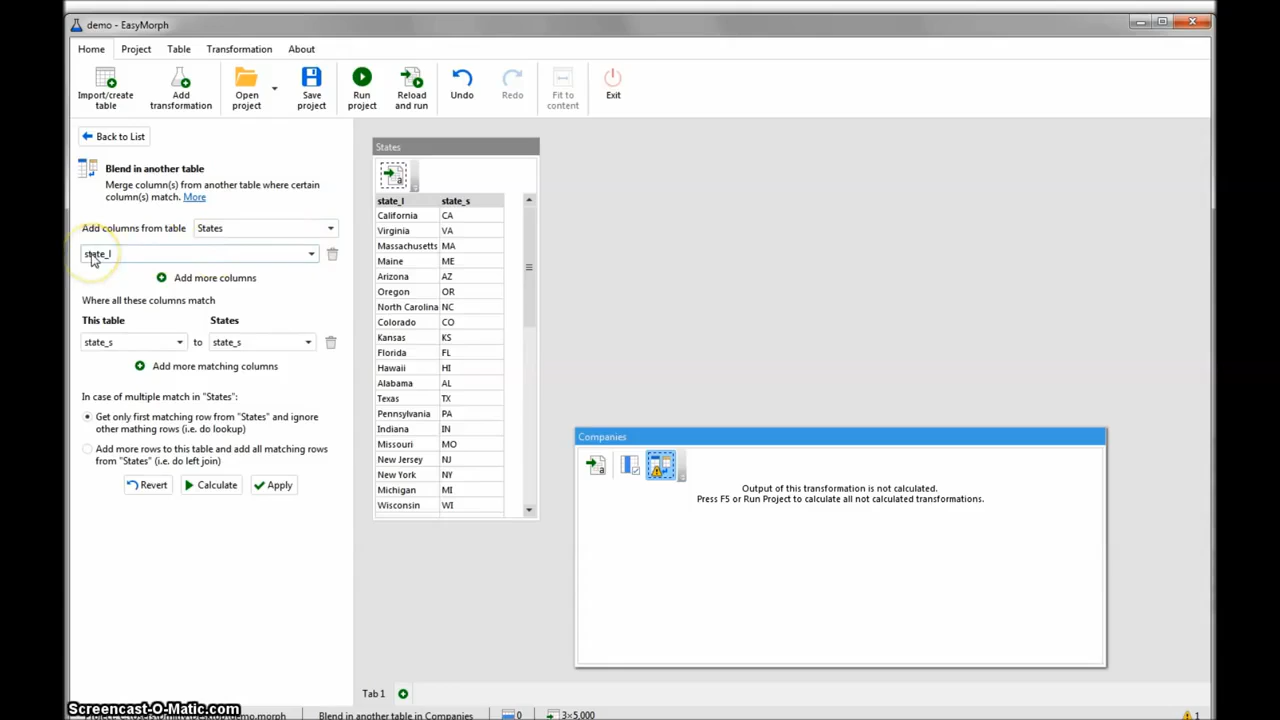 demo - EasyMorph
Home Project Table Transformation About
Import/create table
Add transformation
Open project
Save project
Run project
Reload and run
Undo
Redo
Fit to content
Exit
Back to List
Blend in another table
Merge column(s) from another table where certain
column(s) match. More
Add columns from table States
state_l
Add more columns
Where all these columns match
This table States
state_s to state_s
Add more matching columns
In case of multiple match in "States":
Get only first matching row from "States" and ignore
other mathing rows (i.e. do lookup)
Add more rows to this table and add all matching rows
from "States" (i.e. do left join)
Revert Calculate Apply
States
state_l state_s
California CA
Virginia VA
Massachusetts MA
Maine ME
Arizona AZ
Oregon OR
North Carolina NC
Colorado CO
Kansas KS
Florida FL
Hawaii HI
Alabama AL
Texas TX
Pennsylvania PA
Indiana IN
Missouri MO
New Jersey NJ
New York NY
Michigan MI
Wisconsin WI
Companies
Output of this transformation is not calculated.
Press F5 or Run Project to calculate all not calculated transformations.
Tab 1
Screencast-O-Matic.com
Blend in another table in Companies 0 3×5,000 1